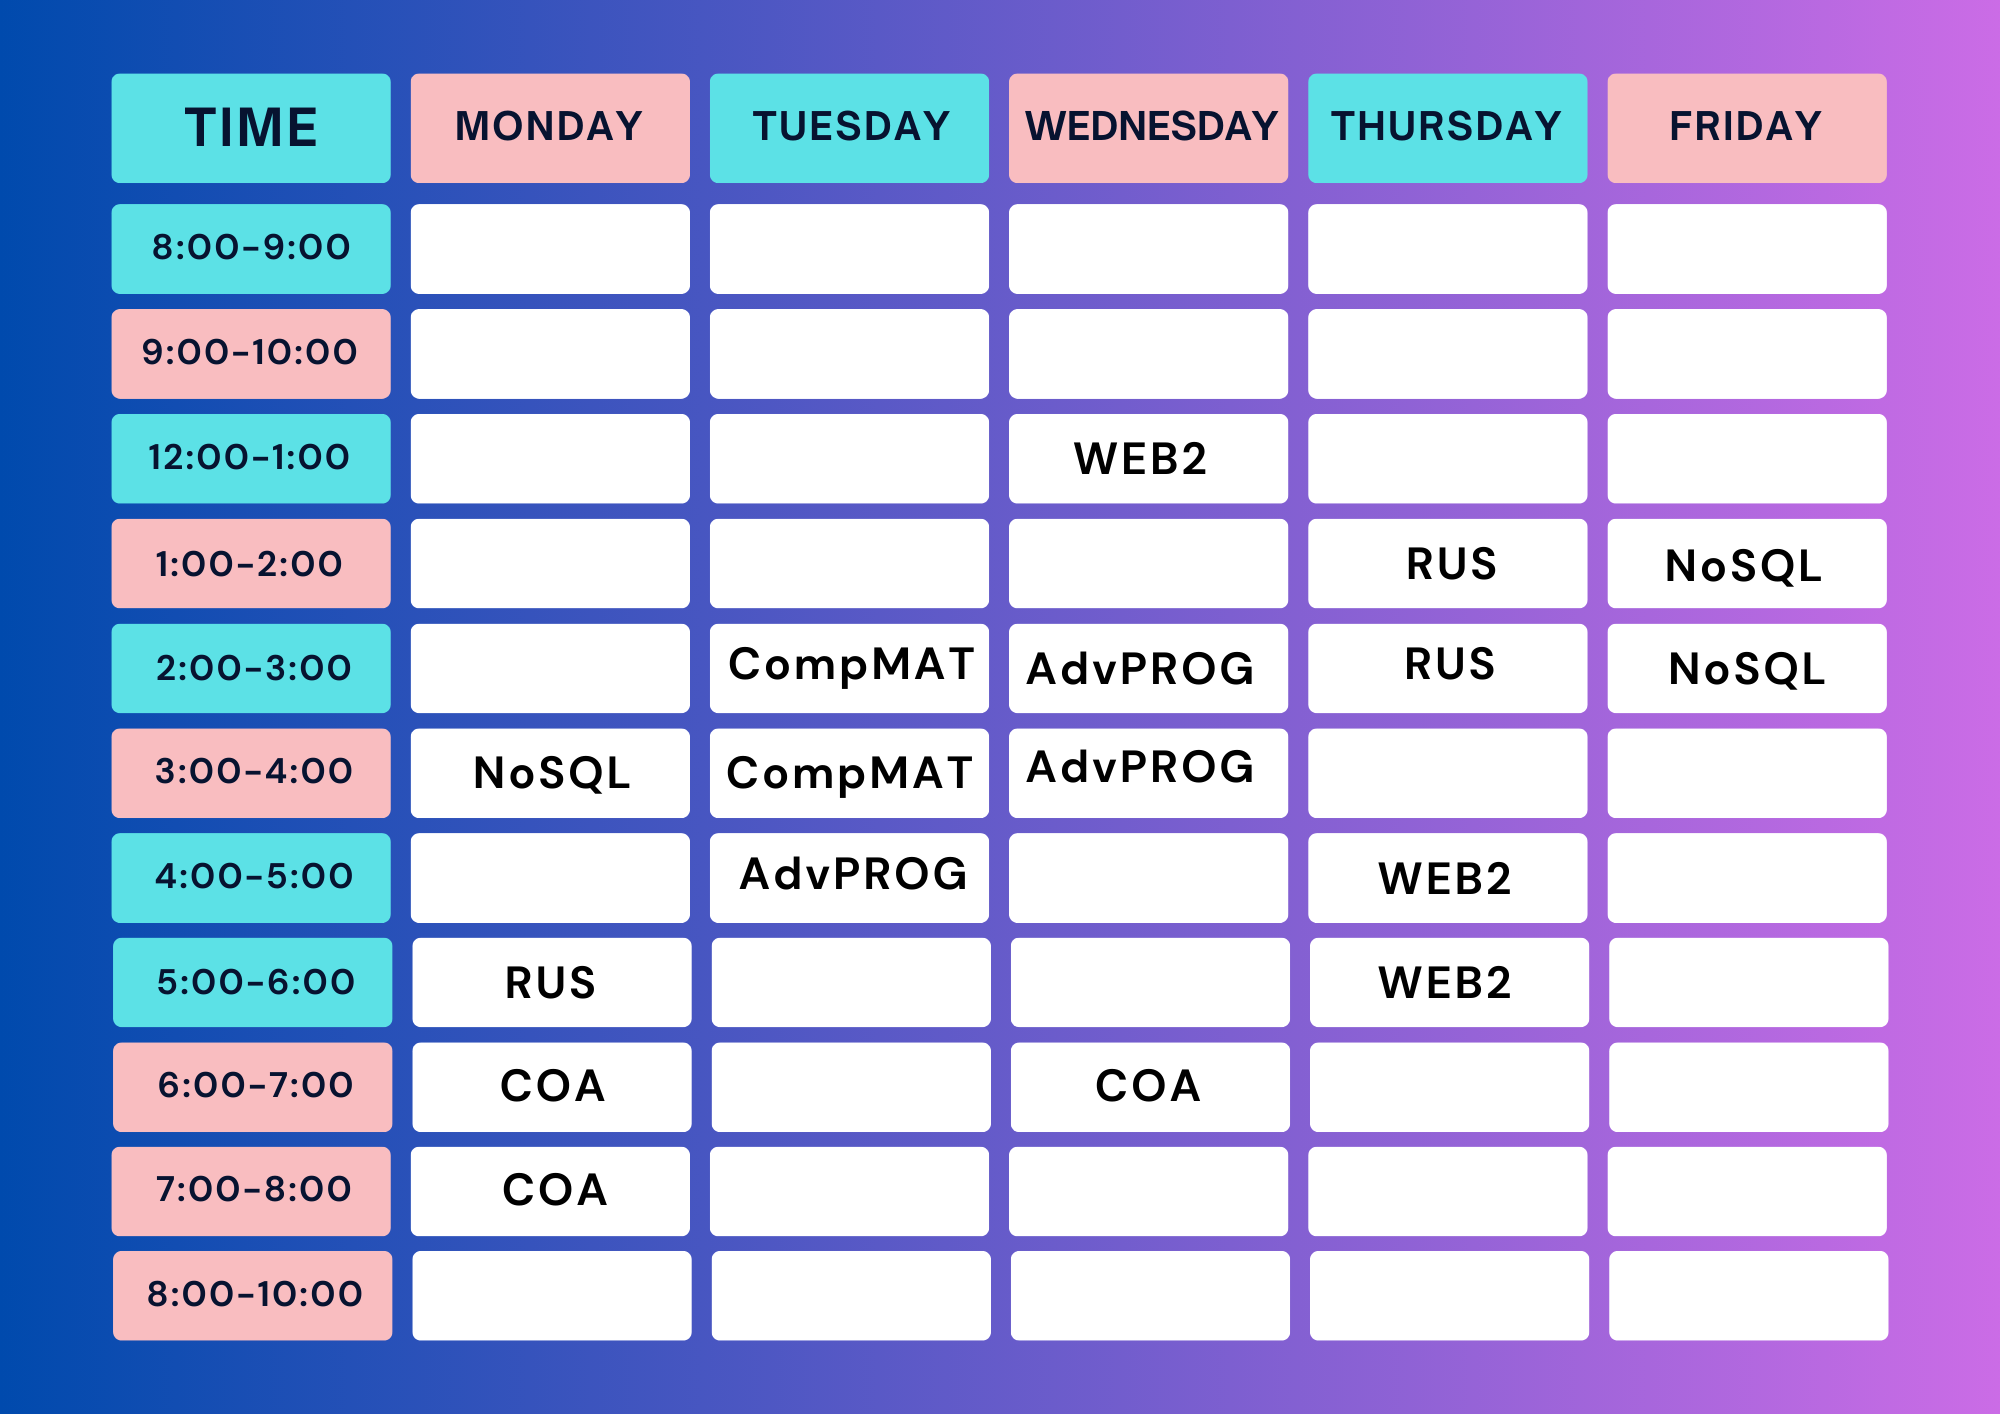 TIME MONDAY TUESDAY WEDNESDAY THURSDAY FRIDAY
8:00-9:00
9:00-10:00
12:00-1:00 WEB2
1:00-2:00 RUS NoSQL
2:00-3:00 CompMAT AdvPROG RUS NoSQL
3:00-4:00 NoSQL CompMAT AdvPROG
4:00-5:00 AdvPROG WEB2
5:00-6:00 RUS WEB2
6:00-7:00 COA COA
7:00-8:00 COA
8:00-10:00